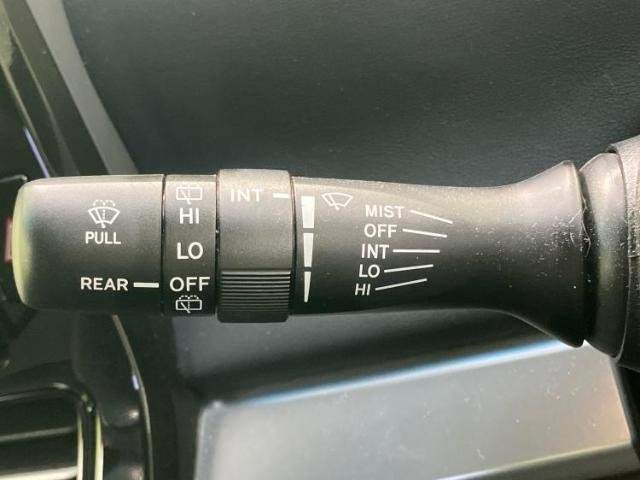 PULL
REAR
HI
LO
OFF
INT
MIST
OFF
INT
LO
HI